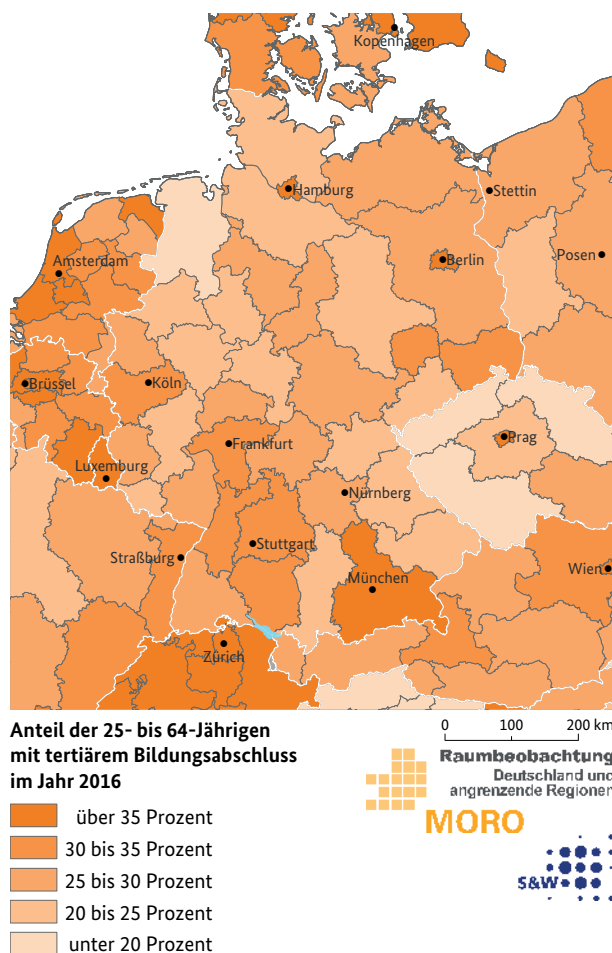 Kopenhagen
Hamburg
Stettin
Amsterdam
Berlin
Posen
Brüssel
Köln
Frankfurt
Prag
Luxemburg
Nürnberg
Straßburg
Stuttgart
München
Wien
Zürich
Anteil der 25- bis 64-Jährigen
mit tertiärem Bildungsabschluss
im Jahr 2016
0 100 200 km
über 35 Prozent
30 bis 35 Prozent
25 bis 30 Prozent
20 bis 25 Prozent
unter 20 Prozent
Raumbeobachtung
Deutschland und
angrenzende Regionen
MORO
S&W